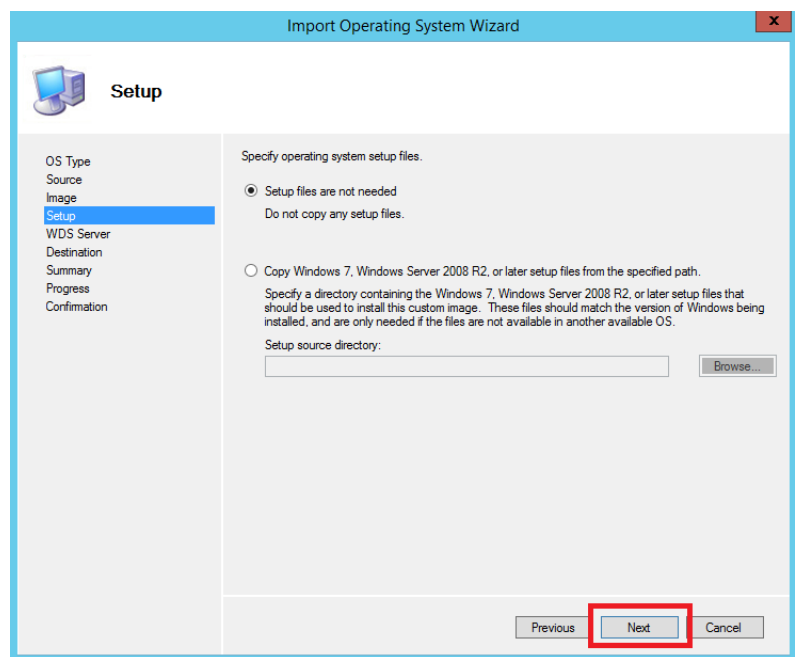 Import Operating System Wizard
x
Setup
OS Type
Source
Image
Setup
WDS Server
Destination
Summary
Progress
Confirmation
Specify operating system setup files.
Setup files are not needed
Do not copy any setup files.
Copy Windows 7, Windows Server 2008 R2, or later setup files from the specified path.
Specify a directory containing the Windows 7, Windows Server 2008 R2, or later setup files that
should be used to install this custom image. These files should match the version of Windows being
installed, and are only needed if the files are not available in another available OS.
Setup source directory:
Browse...
Previous
Next
Cancel